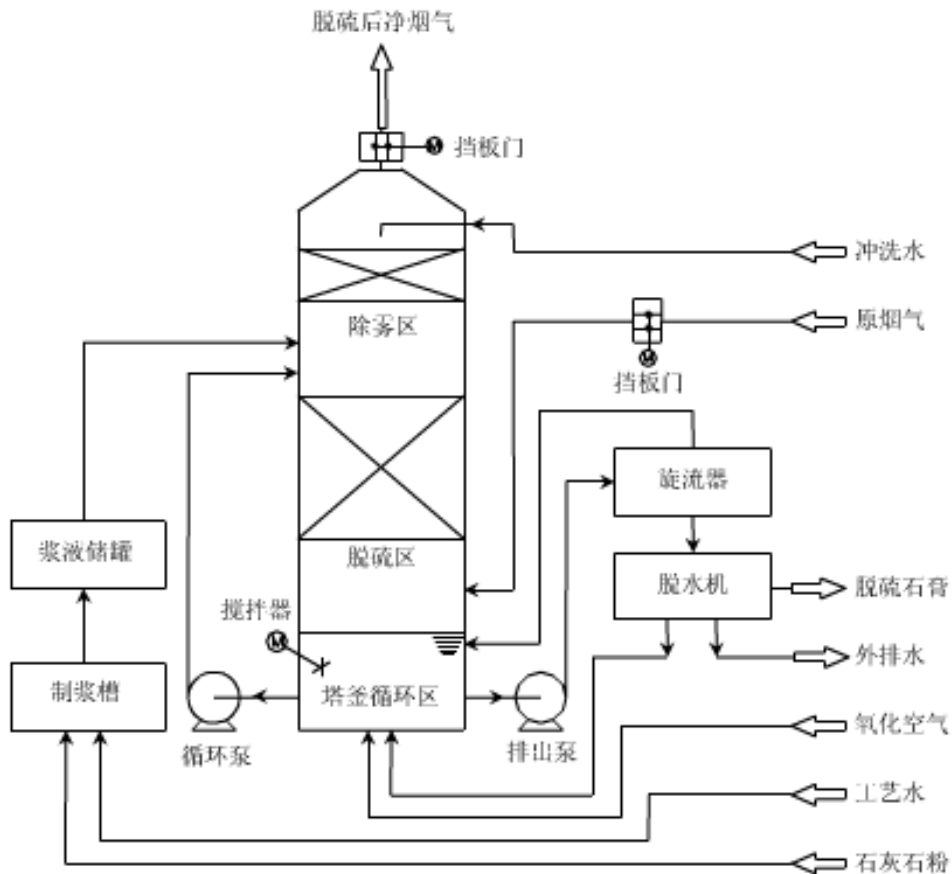 脱硫后净烟气
挡板门
冲洗水
除雾区
原烟气
挡板门
旋流器
浆液储罐
脱硫区
脱水机
脱硫石膏
搅拌器
外排水
制浆槽
塔釜循环区
氧化空气
循环泵
排出泵
工艺水
石灰石粉